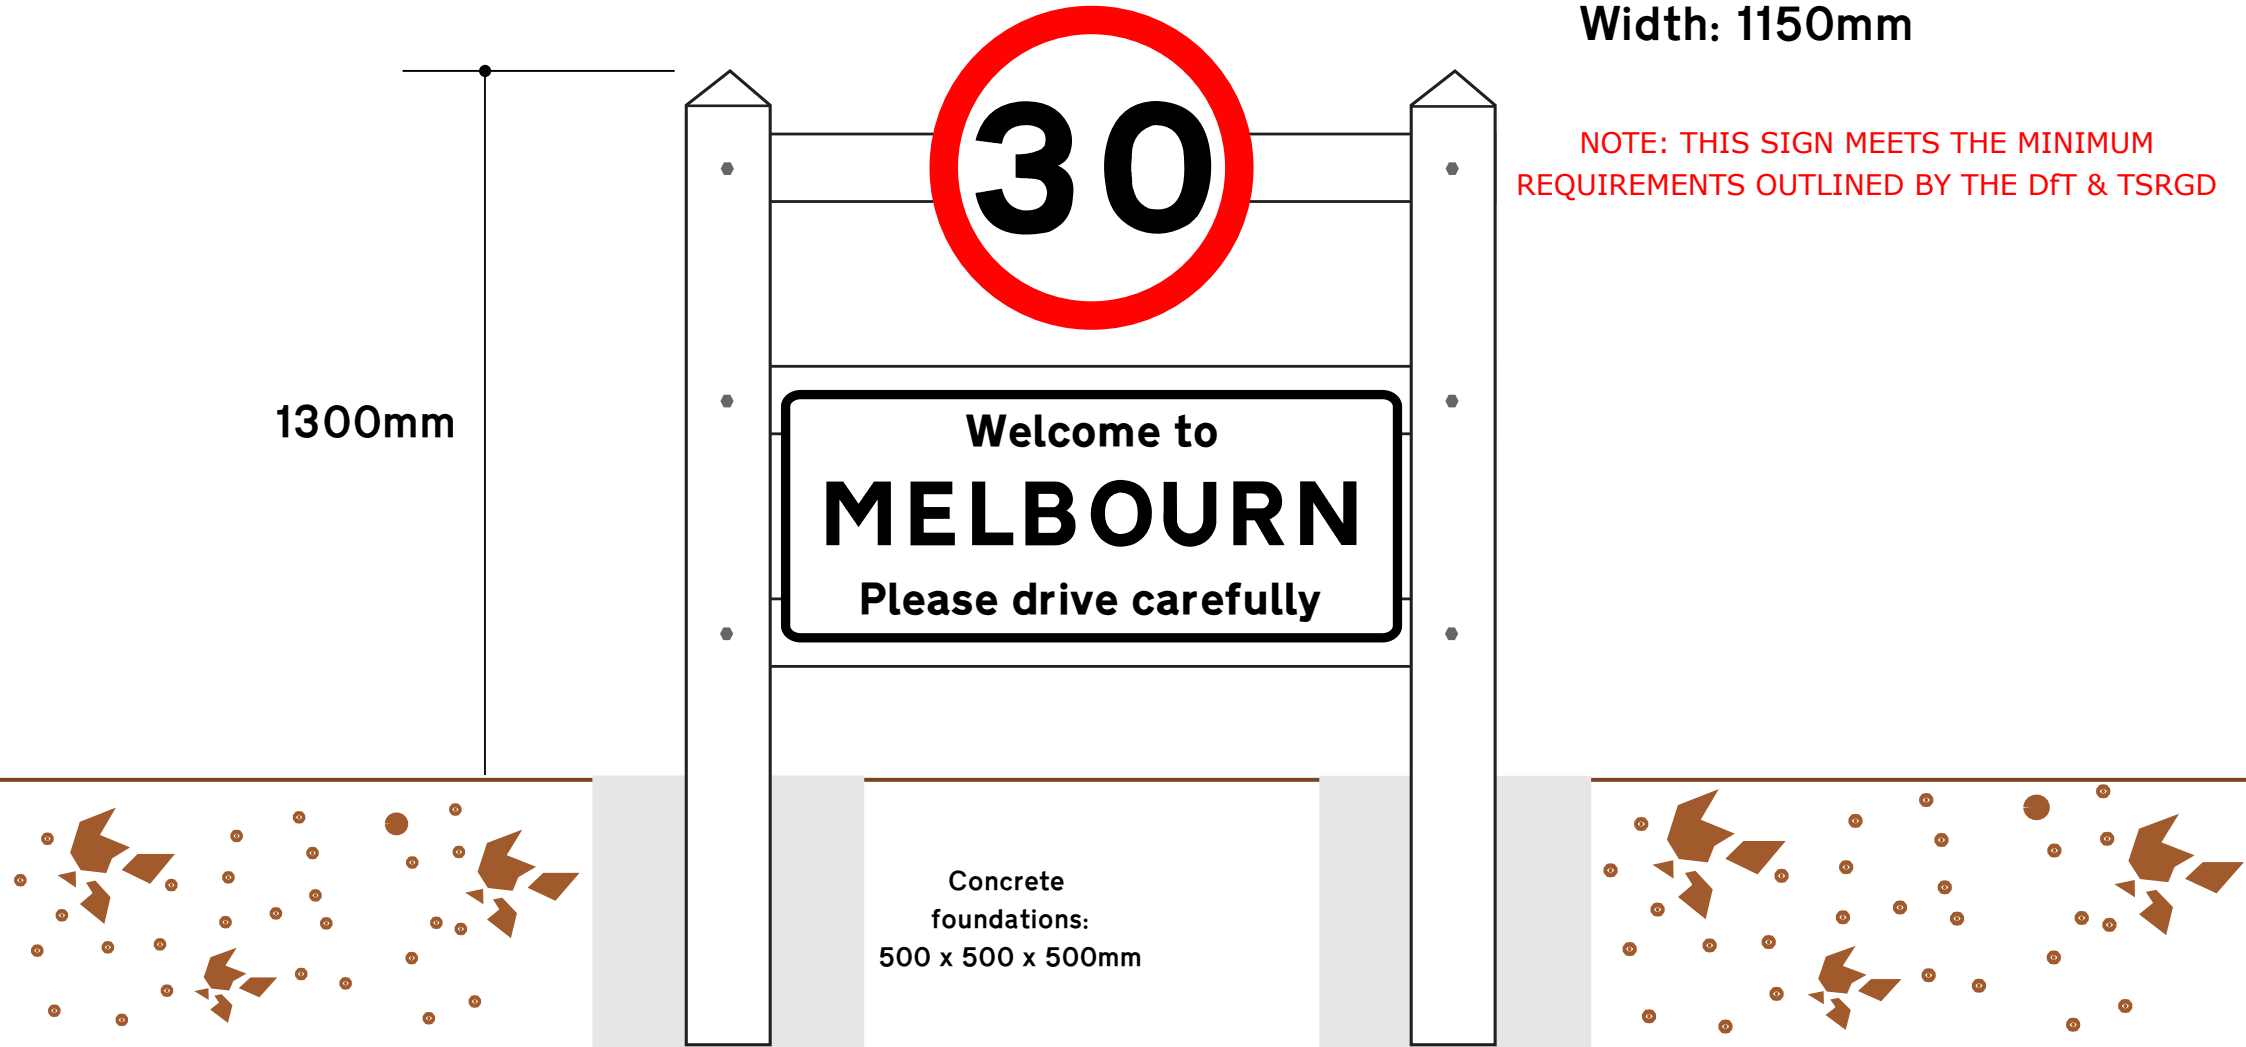 Width: 1150mm
30
NOTE: THIS SIGN MEETS THE MINIMUM
REQUIREMENTS OUTLINED BY THE DfT & TSRGD
1300mm
Welcome to
MELBOURN
Please drive carefully
Concrete
foundations:
500 x 500 x 500mm